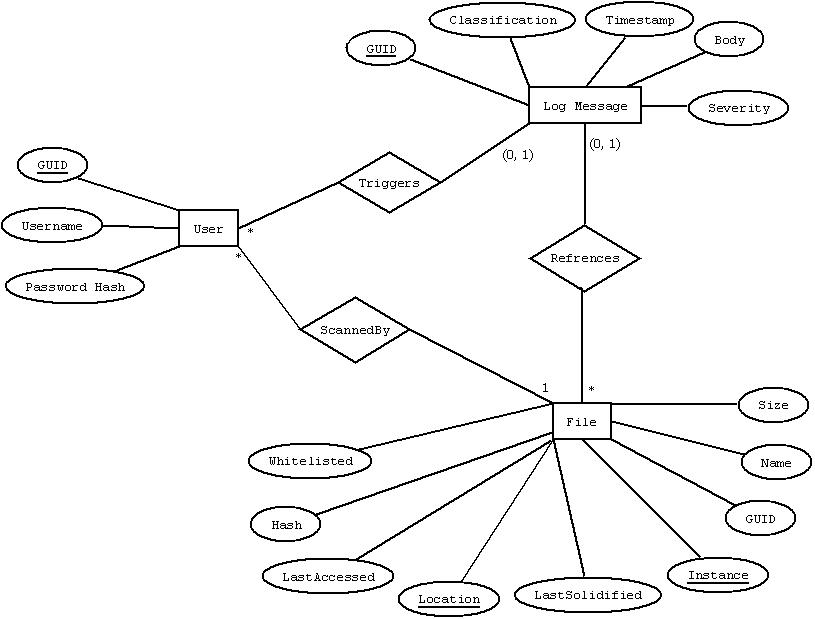 Classification
Timestamp
GUID
Body
Log Message
Severity
(0, 1)
(0, 1)
GUID
Triggers
Username
User
*
*
Refrences
Password Hash
ScannedBy
1
*
Size
File
Whitelisted
Name
Hash
GUID
LastAccessed
Instance
Location
LastSolidified